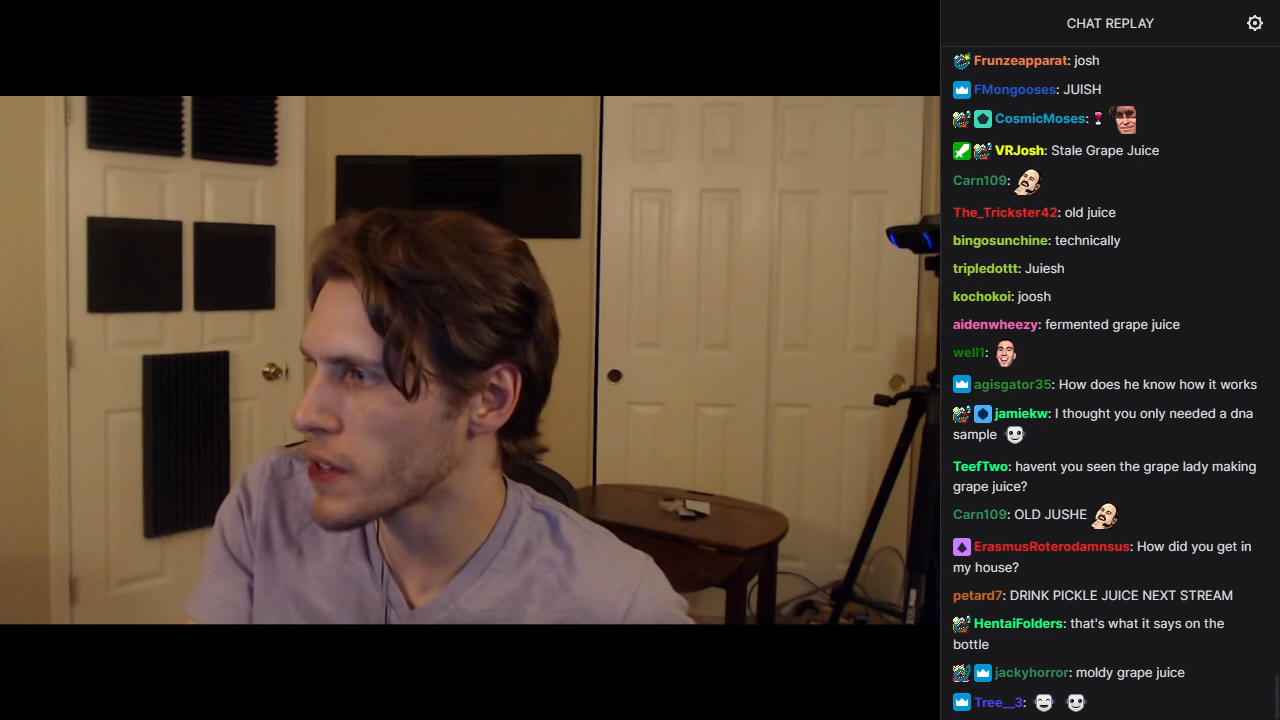 CHAT REPLAY
Frunzeapparat: josh
FMongooses: JUISH
CosmicMoses:
VRJosh: Stale Grape Juice
Carn109:
The_Trickster42: old juice
bingosunchine: technically
tripledottt: Juiesh
kochokoi: joosh
aidenwheezy: fermented grape juice
well1:
agisgator35: How does he know how it works
jamiekw: I thought you only needed a dna
sample
TeefTwo: havent you seen the grape lady making
grape juice?
Carn109: OLD JUSHE
ErasmusRoterodamnsus: How did you get in
my house?
petard7: DRINK PICKLE JUICE NEXT STREAM
HentaiFolders: that's what it says on the
bottle
jackyhorror: moldy grape juice
Tree__3: